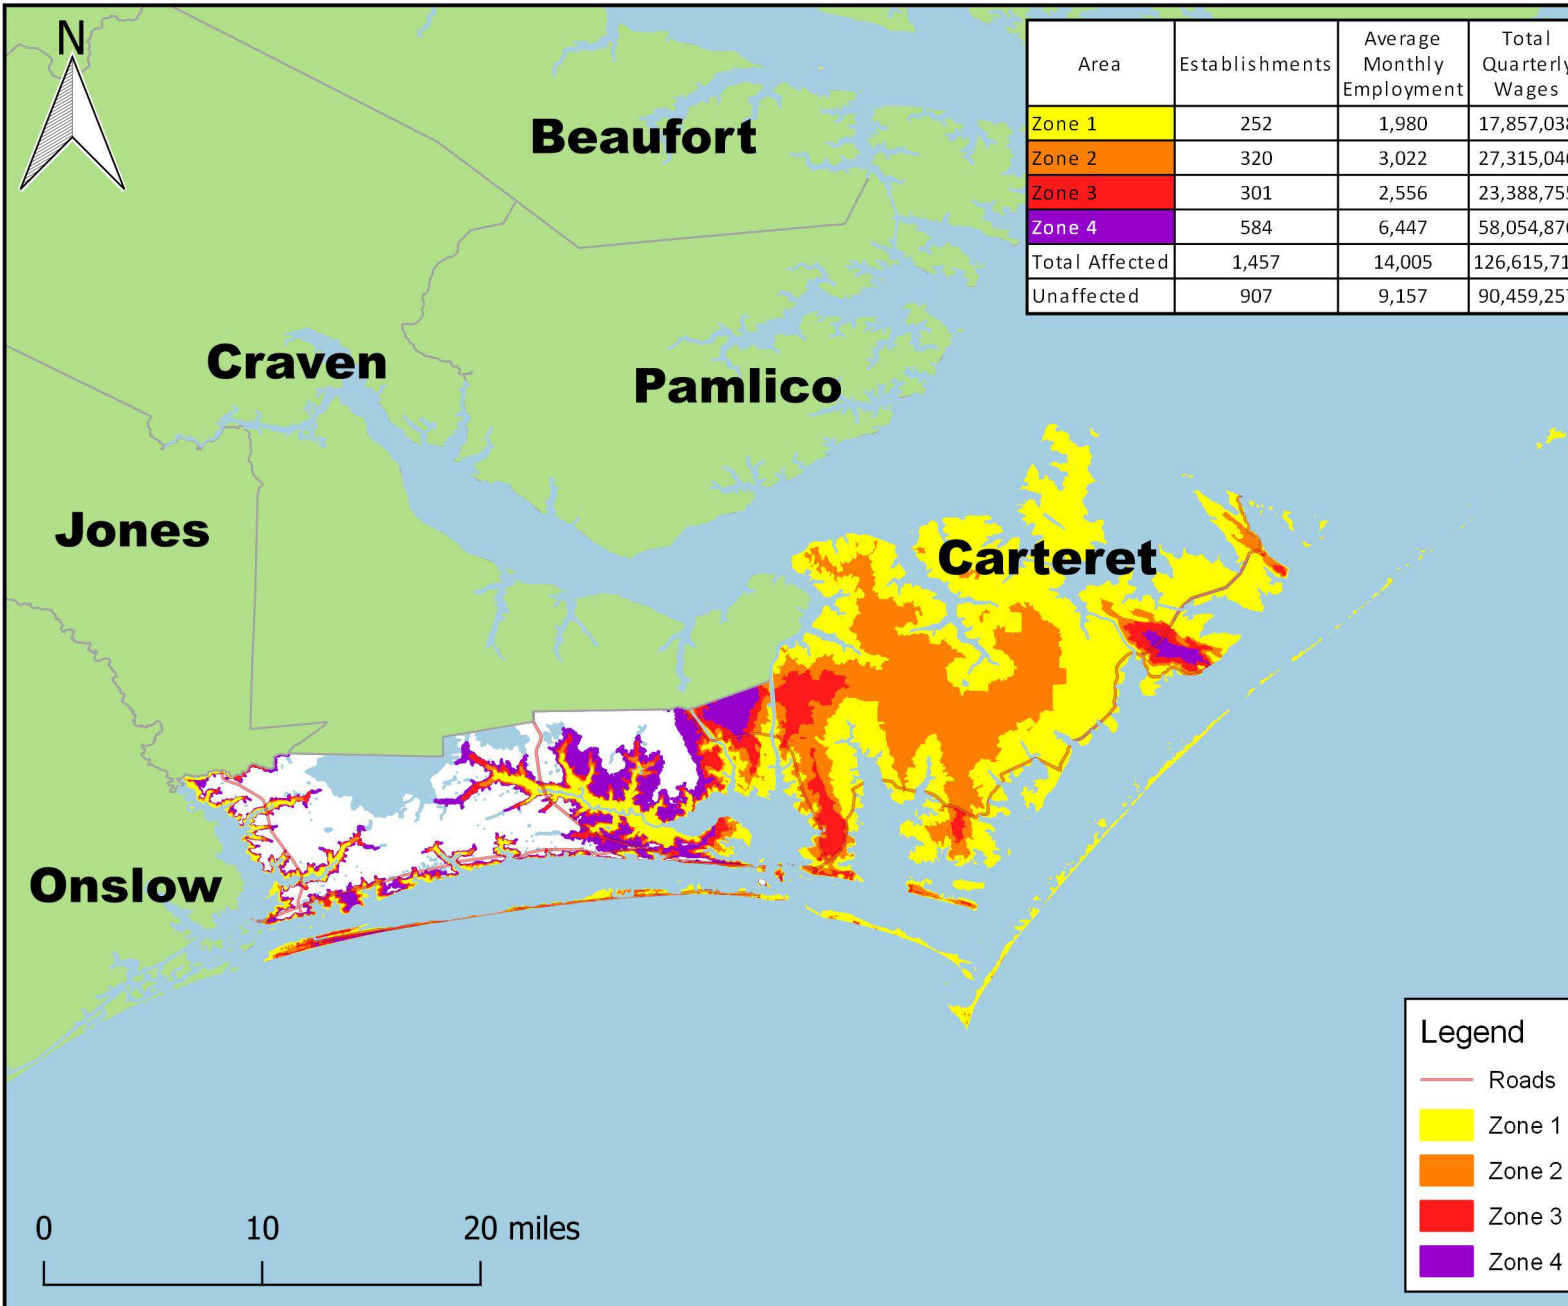 N
Beaufort
Craven
Pamlico
Jones
Carteret
Onslow
Area Establishments Average Monthly Employment Total Quarterly Wages
Zone 1 252 1,980
Zone 2 320 3,022
Zone 3 301 2,556
Zone 4 584 6,447
Total Affected 1,457 14,005
Unaffected 907 9,157
Legend
Roads
Zone 1
Zone 2
Zone 3
Zone 4
0 10 20 miles